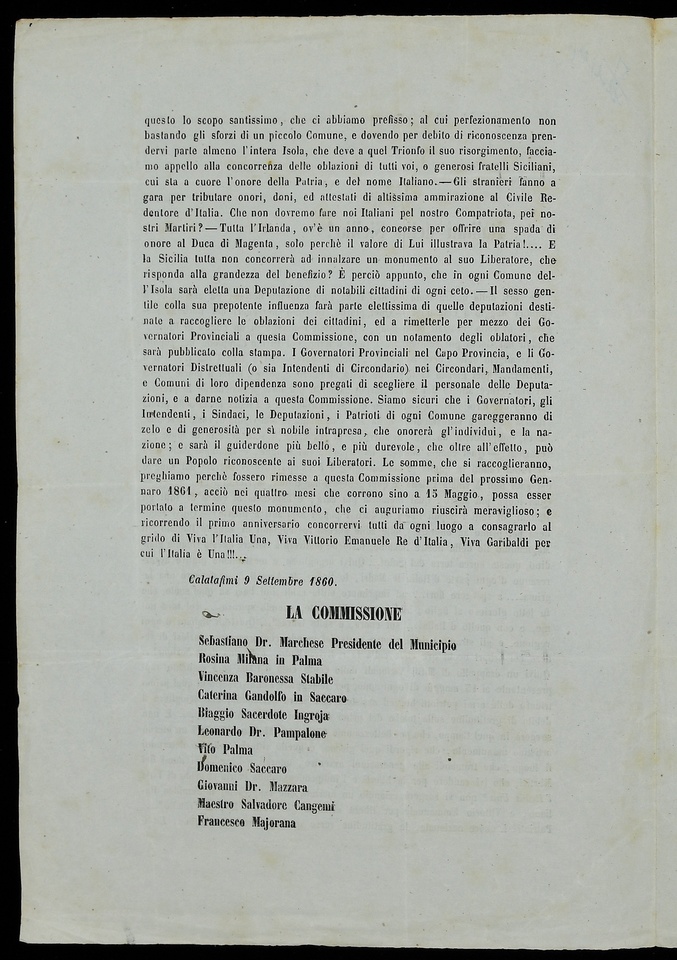 questo lo scopo santissimo, che ci abbiamo prefisso; al cui perfezionamento non
bastando gli sforzi di un piccolo Comune, e dovendo per debito di riconoscenza pren-
dervi parte almeno l'intera Isola, che deve a quel Trionfo il suo risorgimento, faccia-
mo appello alla concorrenza delle oblazioni di tutti voi, o generosi fratelli Siciliani,
cui sta a cuore l'onore della Patria, e del nome Italiano.—Gli stranieri fanno a
gara per tributare onori, doni, ed attestati di altissima ammirazione al Civile Re-
dentore d'Italia. Che non dovremo fare noi Italiani pel nostro Compatriota, pei no-
stri Martiri?—Tutta l'Irlanda, ov'è un anno, concorse per offrire una spada di
onore al Duca di Magenta, solo perchè il valore di Lui illustrava la Patria!.... E
la Sicilia tutta non concorrerà ad innalzare un monumento al suo Liberatore, che
risponda alla grandezza del benefizio? È perciò appunto, che in ogni Comune del-
l'Isola sarà eletta una Deputazione di notabili cittadini di ogni ceto.—Il sesso gen-
tile colla sua prepotente influenza farà parte elettissima di quelle deputazioni desti-
nate a raccogliere le oblazioni dei cittadini, ed a rimetterle per mezzo dei Go-
vernatori Provinciali a questa Commissione, con un notamento degli oblatori, che
sarà pubblicato colla stampa. I Governatori Provinciali nel Capo Provincia, e li Go-
vernatori Distrettuali (o sia Intendenti di Circondario) nei Circondari, Mandamenti,
e Comuni di loro dipendenza sono pregati di scegliere il personale delle Deputa-
zioni, e a darne notizia a questa Commissione. Siamo sicuri che i Governatori, gli
Intendenti, i Sindaci, le Deputazioni, i Patrioti di ogni Comune gareggeranno di
zelo e di generosità per sì nobile intrapresa, che onorerà gl'individui, e la na-
zione; e sarà il guiderdone più bello, e più durevole, che oltre all'effetto, può
dare un Popolo riconoscente ai suoi Liberatori. Le somme, che si raccoglieranno,
preghiamo perchè fossero rimesse a questa Commissione prima del prossimo Gen-
naro 1861, acciò nei quattro mesi che corrono sino a 15 Maggio, possa esser
portato a termine questo monumento, che ci auguriamo riuscirà meraviglioso; e
ricorrendo il primo anniversario concorrervi tutti da ogni luogo a consagrarlo al
grido di Viva l'Italia Una, Viva Vittorio Emanuele Re d'Italia, Viva Garibaldi per
cui l'Italia è Una!!!...
Calatafimi 9 Settembre 1860.
LA COMMISSIONE
Sebastiano Dr. Marchese Presidente del Municipio
Rosina Milana in Palma
Vincenza Baronessa Stabile
Caterina Gandolfo in Saccaro
Biaggio Sacerdote Ingroja
Leonardo Dr. Pampalone
Vito Palma
Domenico Saccaro
Giovanni Dr. Mazzara
Maestro Salvadore Cangemi
Francesco Majorana